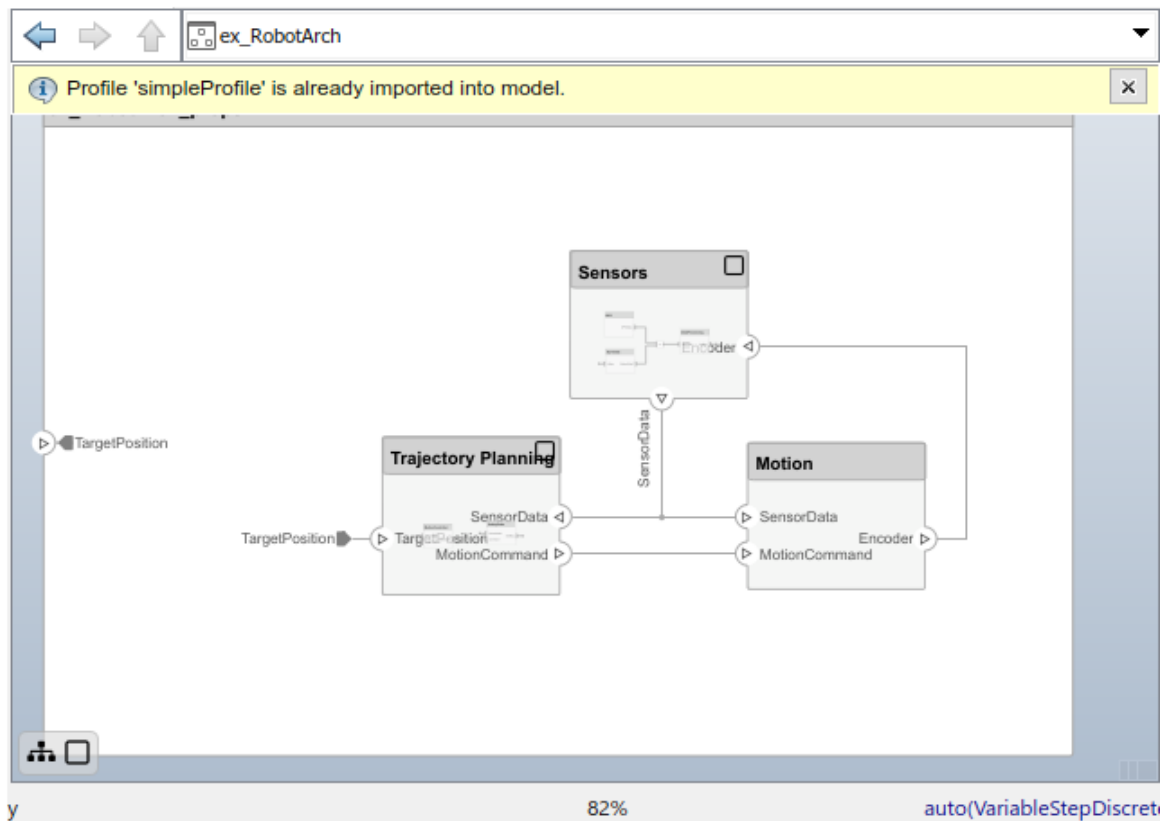 ex_RobotArch
Profile 'simpleProfile' is already imported into model.
Sensors
Encoder
SensorData
TargetPosition
Trajectory Planning
Motion
SensorData
SensorData
TargetPosition
TargetPosition
Encoder
MotionCommand
MotionCommand
y
82%
auto(VariableStepDiscrete